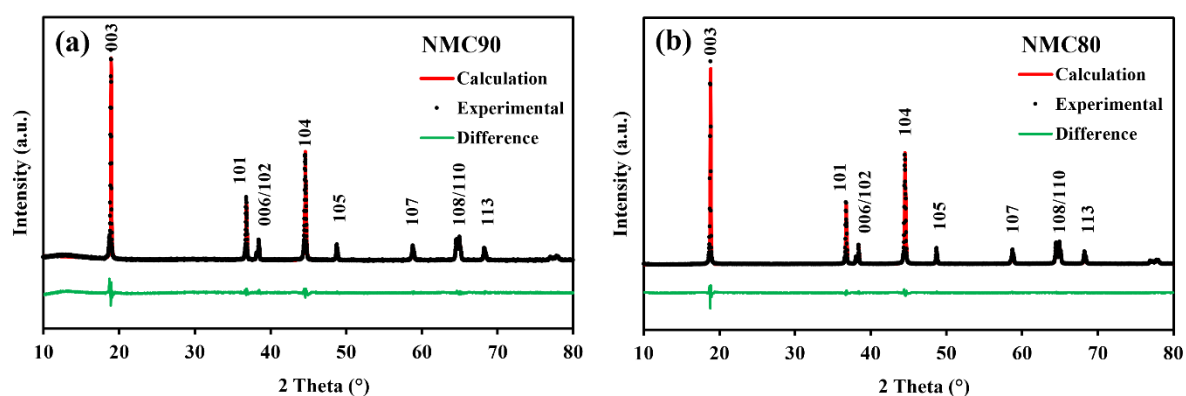 (a)
NMC90
Calculation
Experimental
Difference
003
101
006/102
104
105
107
108/110
113
Intensity (a.u.)
10 20 30 40 50 60 70 80
2 Theta (°)
(b)
NMC80
Calculation
Experimental
Difference
003
101
006/102
104
105
107
108/110
113
Intensity (a.u.)
10 20 30 40 50 60 70 80
2 Theta (°)